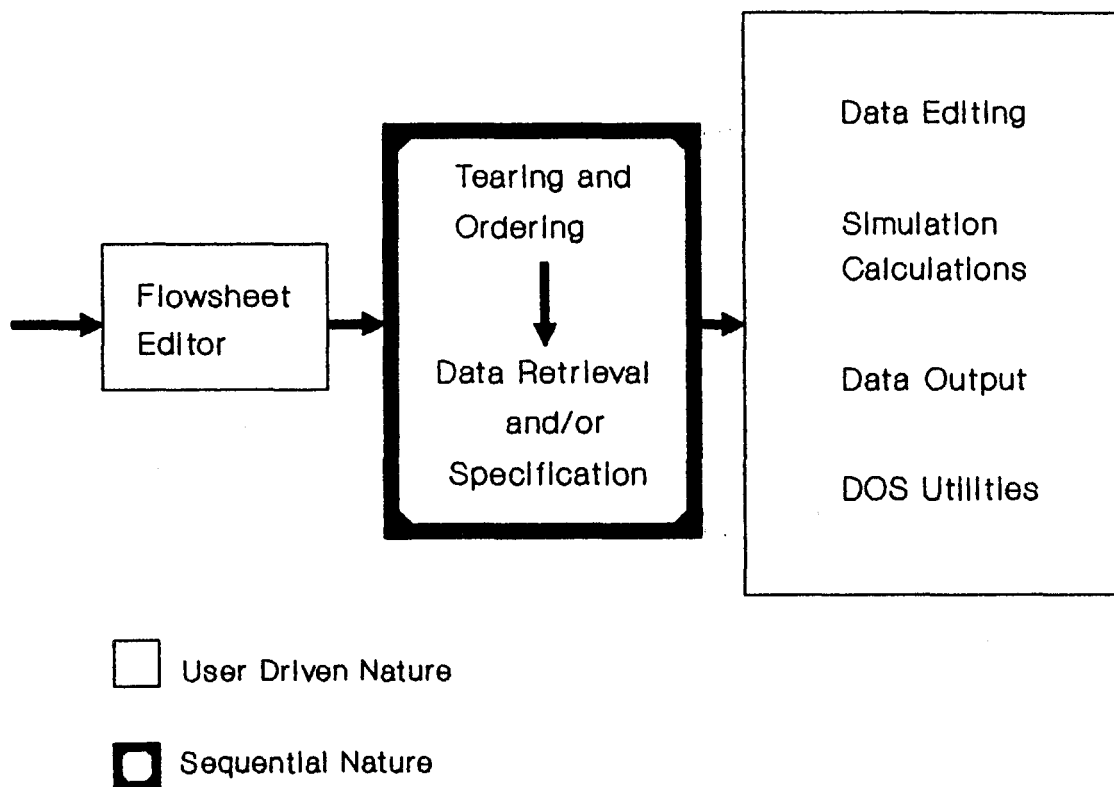 Flowsheet
Editor
Tearing and
Ordering
Data Retrieval
and/or
Specification
Data Editing
Simulation
Calculations
Data Output
DOS Utilities
User Driven Nature
Sequential Nature